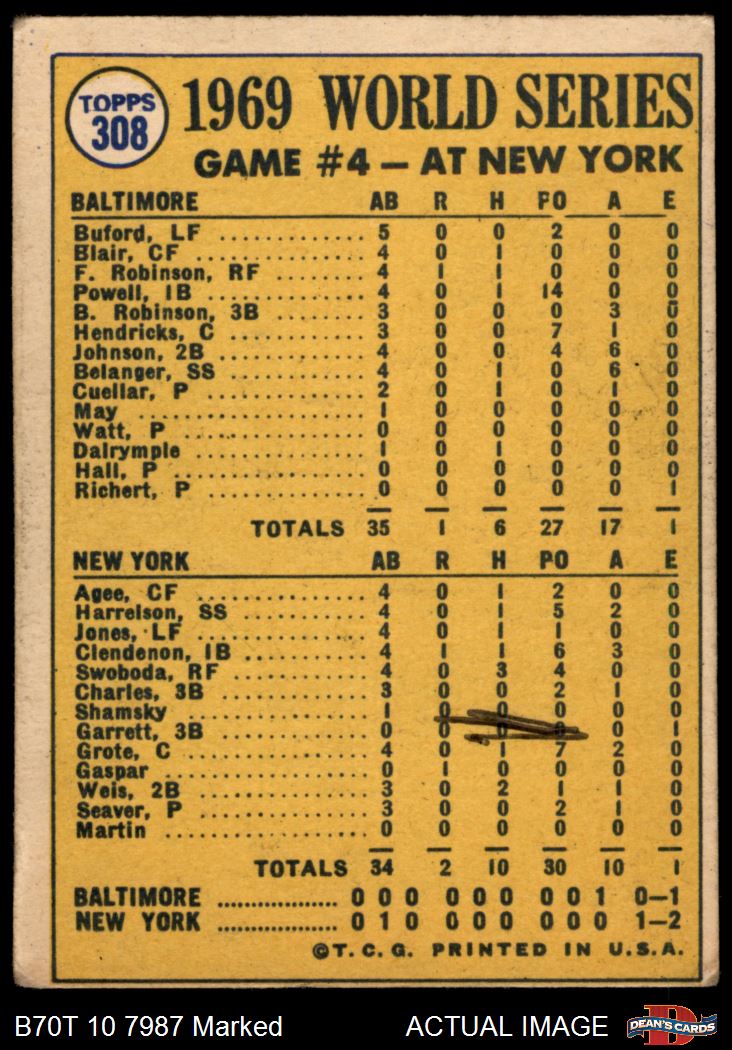 TOPPS
308
1969 WORLD SERIES
GAME #4 – AT NEW YORK
BALTIMORE AB R H PO A E
Buford, LF .............. 5 0 0 2 0 0
Blair, CF ................ 4 0 1 0 0 0
F. Robinson, RF ........ 4 1 1 0 0 0
Powell, 1B .............. 4 0 1 14 0 0
B. Robinson, 3B ........ 3 0 0 0 3 0
Hendricks, C ............ 3 0 0 7 1 0
Johnson, 2B ............ 4 0 0 4 6 0
Belanger, SS ............ 4 0 1 0 6 0
Cuellar, P .............. 2 0 1 0 1 0
May ...................... 1 0 0 0 0 0
Watt, P .................. 0 0 0 0 0 0
Dalrymple .............. 1 0 1 0 0 0
Hall, P .................. 0 0 0 0 0 0
Richert, P .............. 0 0 0 0 0 1
TOTALS 35 1 6 27 17 1
NEW YORK AB R H PO A E
Agee, CF ................ 4 0 1 2 0 0
Harrelson, SS .......... 4 0 1 5 2 0
Jones, LF ................ 4 0 1 1 0 0
Clendenon, 1B .......... 4 1 1 6 3 0
Swoboda, RF ............ 4 0 3 4 0 0
Charles, 3B ............ 3 0 0 2 1 0
Shamsky ................ 1 0 0 0 0 0
Garrett, 3B ............ 0 0 0 0 0 1
Grote, C ................ 4 0 1 7 2 0
Gaspar .................. 0 1 0 0 0 0
Weis, 2B ................ 3 0 2 1 1 0
Seaver, P .............. 3 0 0 2 1 0
Martin .................. 0 0 0 0 0 0
TOTALS 34 2 10 30 10 1
BALTIMORE .................. 0 0 0 0 0 0 0 0 1 0–1
NEW YORK .................. 0 1 0 0 0 0 0 0 0 1–2
©T. C. G. PRINTED IN U.S.A.
B70T 10 7987 Marked ACTUAL IMAGE
D
DEAN'S CARDS